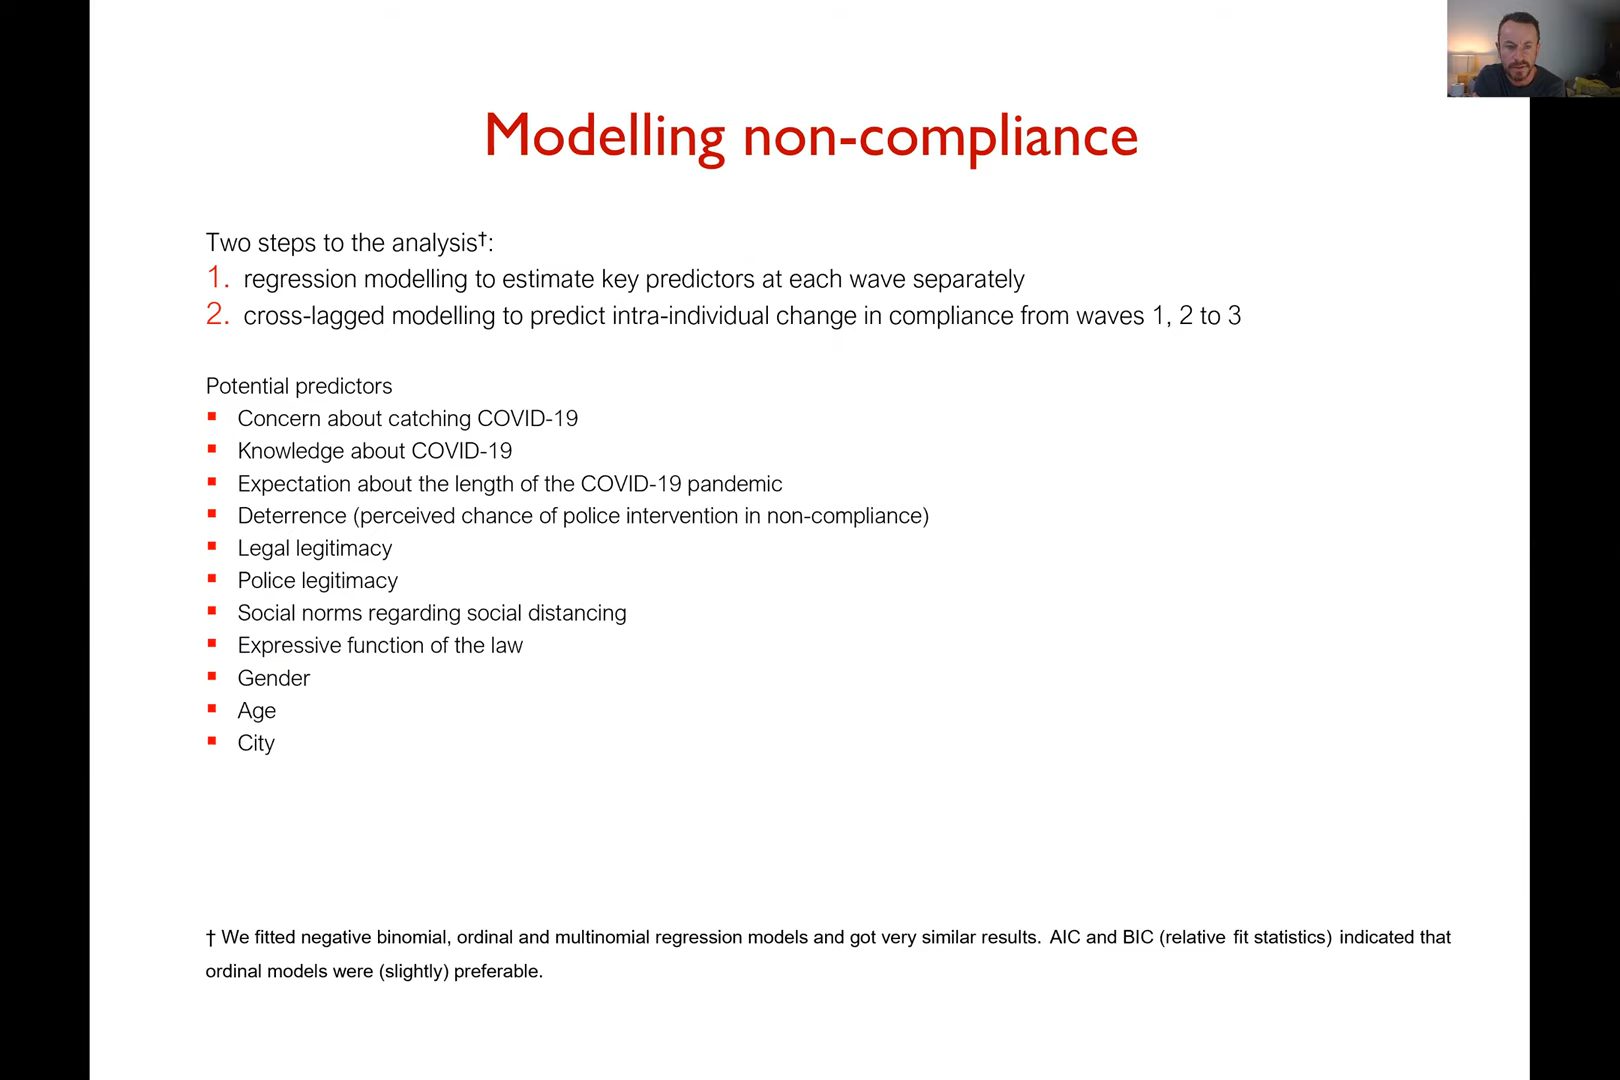 Modelling non-compliance
Two steps to the analysis†:
1. regression modelling to estimate key predictors at each wave separately
2. cross-lagged modelling to predict intra-individual change in compliance from waves 1, 2 to 3
Potential predictors
▪ Concern about catching COVID-19
▪ Knowledge about COVID-19
▪ Expectation about the length of the COVID-19 pandemic
▪ Deterrence (perceived chance of police intervention in non-compliance)
▪ Legal legitimacy
▪ Police legitimacy
▪ Social norms regarding social distancing
▪ Expressive function of the law
▪ Gender
▪ Age
▪ City
† We fitted negative binomial, ordinal and multinomial regression models and got very similar results. AIC and BIC (relative fit statistics) indicated that
ordinal models were (slightly) preferable.